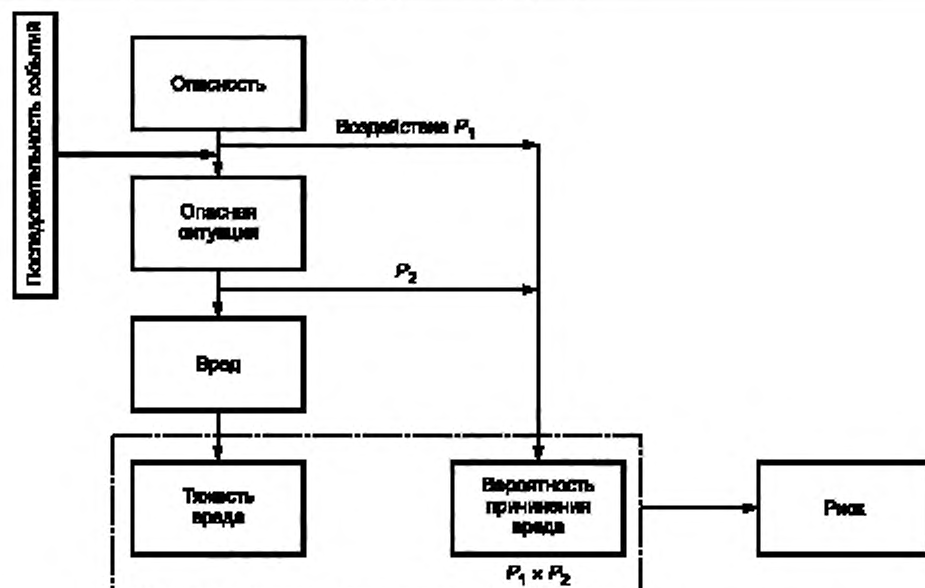 Последовательность события
Опасность
Воздействие P1
Опасная
ситуация
P2
Вред
Тяжесть
вреда
Вероятность
причинения
вреда
Риск
P1 × P2